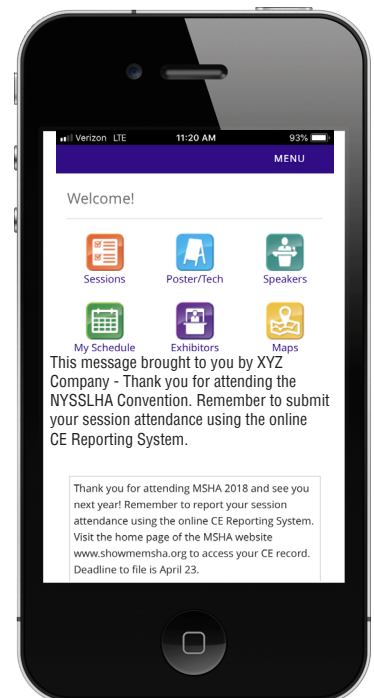 Verizon LTE 11:20 AM 93%
MENU
Welcome!
Sessions Poster/Tech Speakers
My Schedule Exhibitors Maps
This message brought to you by XYZ
Company - Thank you for attending the
NYSSLHA Convention. Remember to submit
your session attendance using the online
CE Reporting System.
Thank you for attending MSHA 2018 and see you
next year! Remember to report your session
attendance using the online CE Reporting System.
Visit the home page of the MSHA website
www.showmemsha.org to access your CE record.
Deadline to file is April 23.